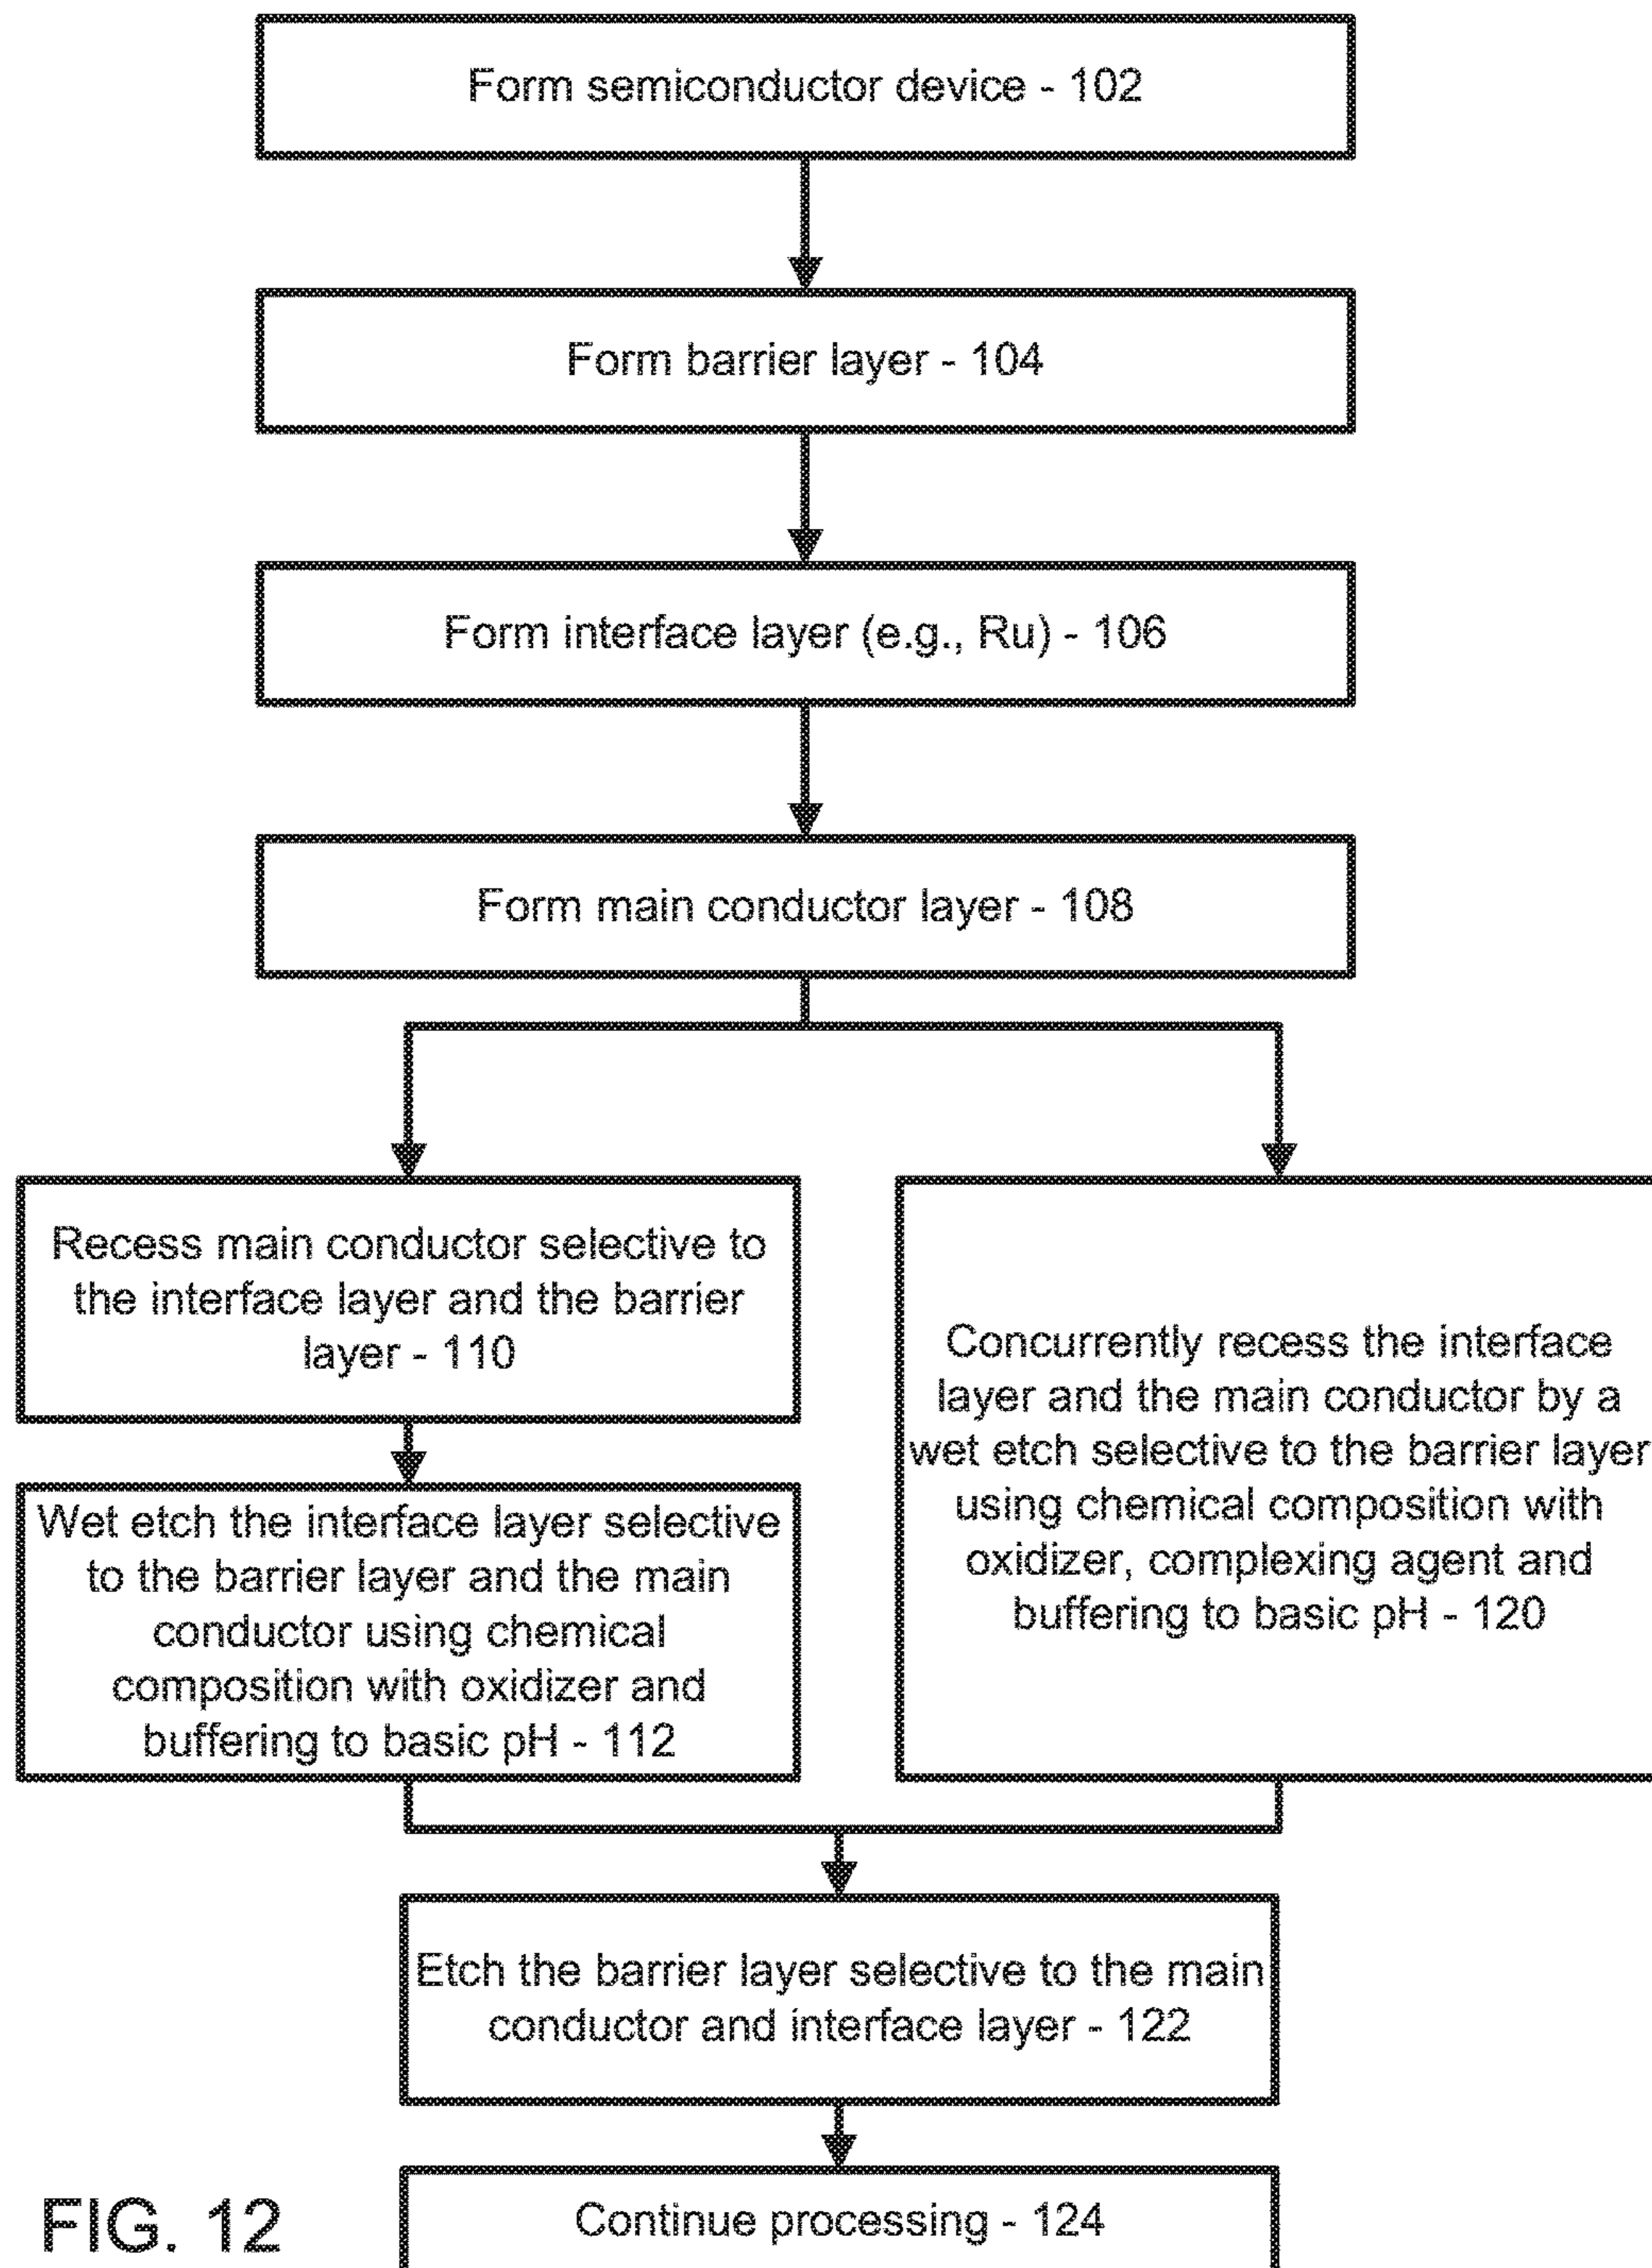 Form semiconductor device - 102
Form barrier layer - 104
Form interface layer (e.g., Ru) - 106
Form main conductor layer - 108
Recess main conductor selective to
the interface layer and the barrier
layer - 110
Wet etch the interface layer selective
to the barrier layer and the main
conductor using chemical
composition with oxidizer and
buffering to basic pH - 112
Concurrently recess the interface
layer and the main conductor by a
wet etch selective to the barrier layer
using chemical composition with
oxidizer, complexing agent and
buffering to basic pH - 120
Etch the barrier layer selective to the main
conductor and interface layer - 122
Continue processing - 124
FIG. 12